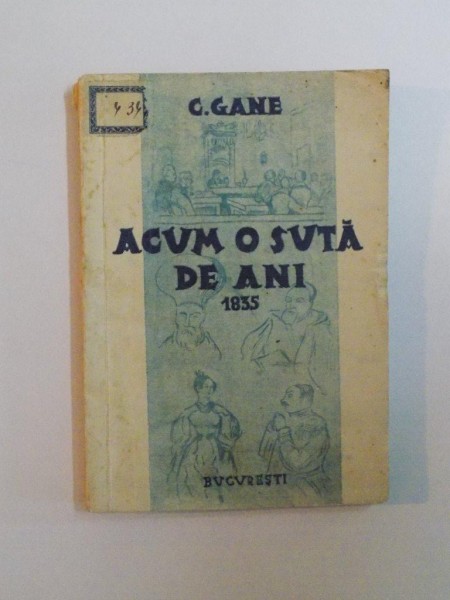 C. GANE
ACUM O SUTĂ
DE ANI
1835
BUCUREȘTI